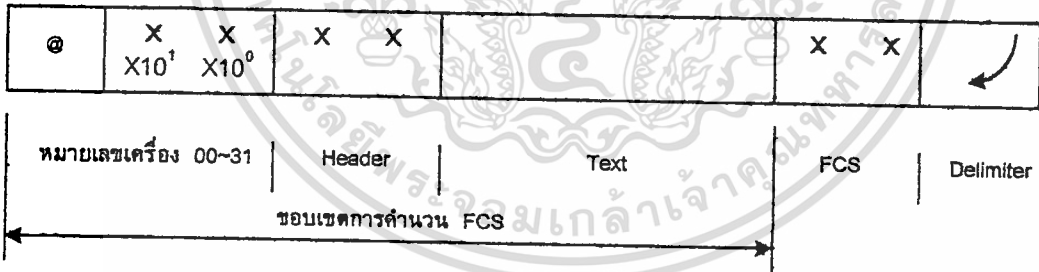 @ X X X X X X
X10¹ X10⁰
หมายเลขเครื่อง 00~31 Header Text FCS Delimiter
ขอบเขตการคำนวน FCS